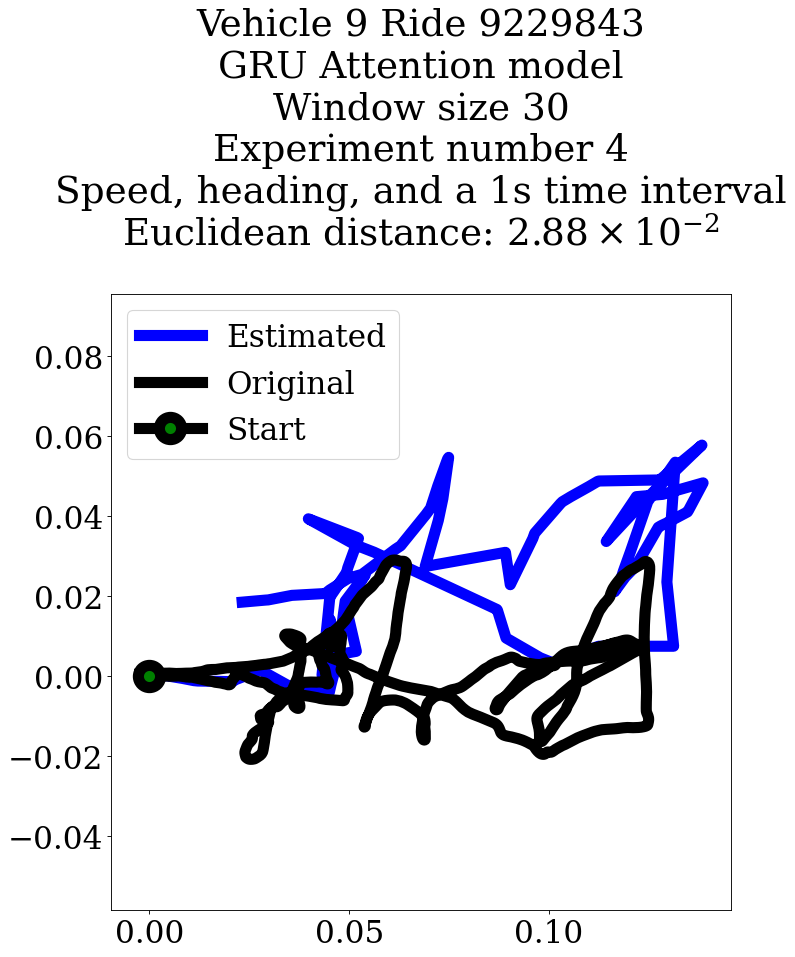 Vehicle 9 Ride 9229843
GRU Attention model
Window size 30
Experiment number 4
Speed, heading, and a 1s time interval
Euclidean distance: 2.88 × 10⁻²
Estimated
Original
Start
0.08
0.06
0.04
0.02
0.00
−0.02
−0.04
0.00 0.05 0.10